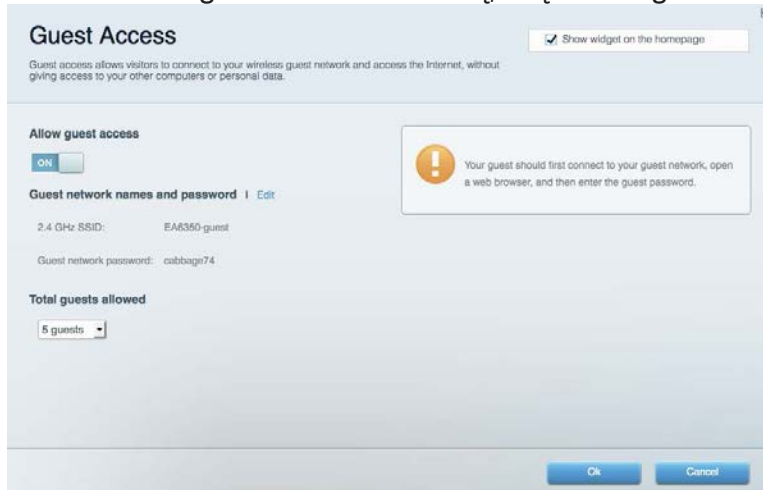 Guest Access
Show widget on the homepage
Guest access allows visitors to connect to your wireless guest network and access the Internet, without
giving access to your other computers or personal data.
Allow guest access
ON
Your guest should first connect to your guest network, open
a web browser, and then enter the guest password.
Guest network names and password | Edit
2.4 GHz SSID: EA6350-guest
Guest network password: cabbage74
Total guests allowed
5 guests
Ok Cancel